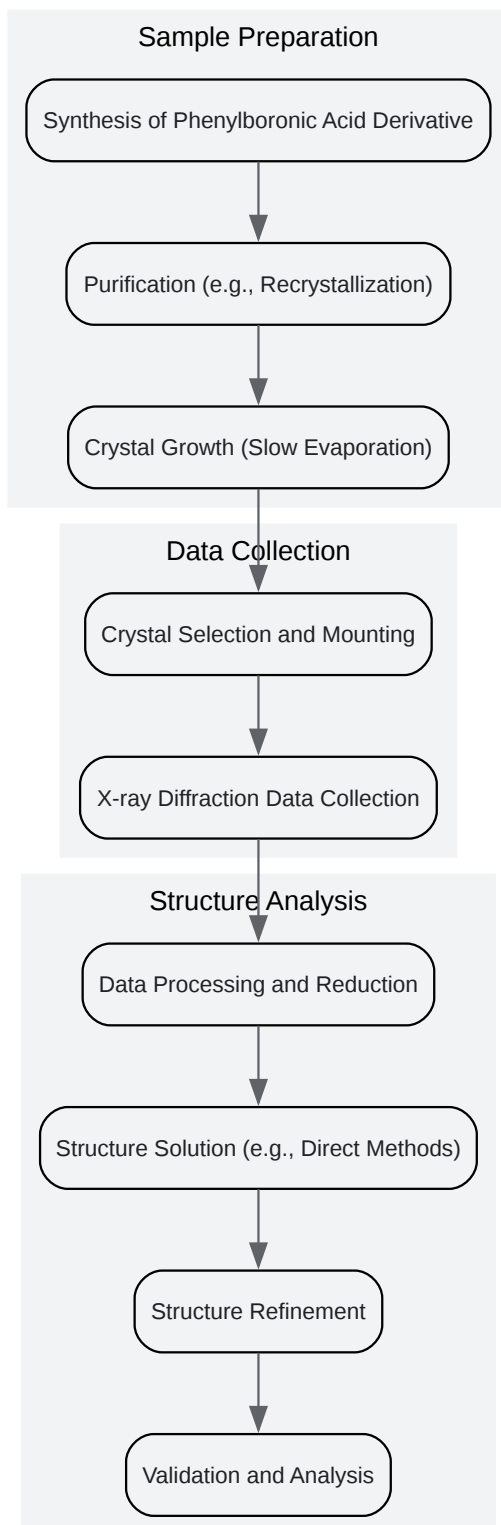 Sample Preparation
Synthesis of Phenylboronic Acid Derivative
Purification (e.g., Recrystallization)
Crystal Growth (Slow Evaporation)
Data Collection
Crystal Selection and Mounting
X-ray Diffraction Data Collection
Structure Analysis
Data Processing and Reduction
Structure Solution (e.g., Direct Methods)
Structure Refinement
Validation and Analysis